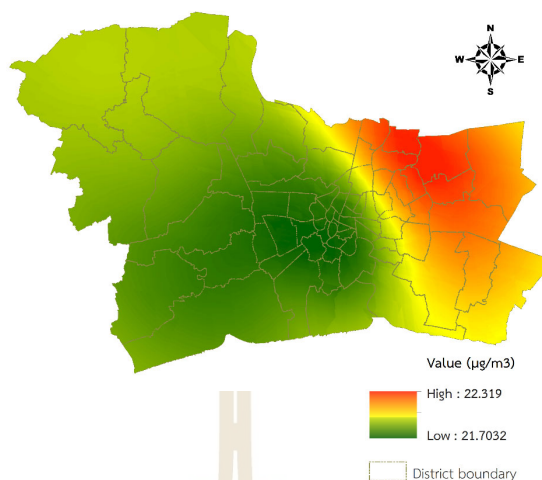 N
W E
S
Value (µg/m3)
High : 22.319
Low : 21.7032
District boundary